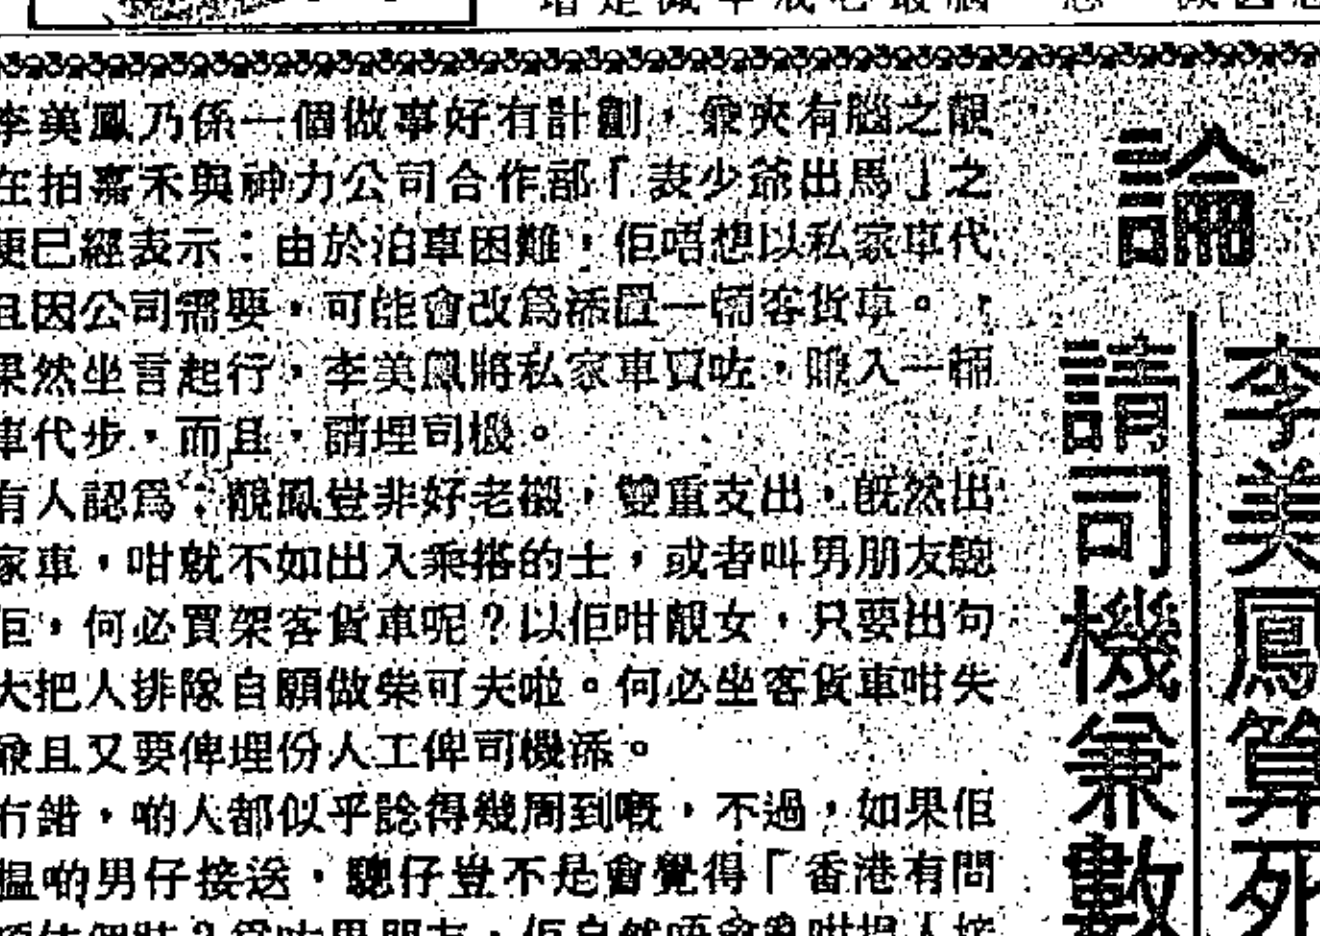 論
李美鳳算死
請司機兼數
李美鳳乃係一個做事好有計劃，兼夾有腦之靚
在拍嘉禾與神力公司合作部「表少爺出馬」之
便已經表示：由於泊車困難，佢唔想以私家車代
且因公司需要，可能會改為添置一輛客貨車。，
果然坐言起行，李美鳳將私家車賣咗，睋入一輛
車代步，而且，請埋司機。
有人認為：靚鳳豈非好老襯，雙重支出，既然出
家車，咁就不如出入乘搭的士，或者叫男朋友聰
佢，何必買架客貨車呢？以佢咁靚女，只要出句
大把人排隊自願做柴可夫啦。何必坐客貨車咁失
兼且又要俾埋份人工俾司機添。
冇錯，啲人都似乎諗得幾周到嘅，不過，如果佢
揾啲男仔接送，聰仔豈不是會覺得「香港有問